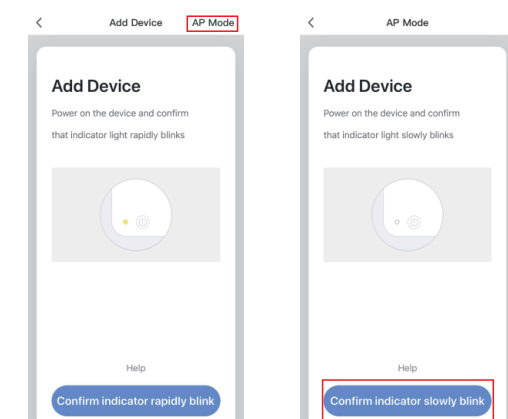 Add Device
AP Mode
Add Device
Power on the device and confirm
that indicator light rapidly blinks
Help
Confirm indicator rapidly blink
AP Mode
Add Device
Power on the device and confirm
that indicator light slowly blinks
Help
Confirm indicator slowly blink